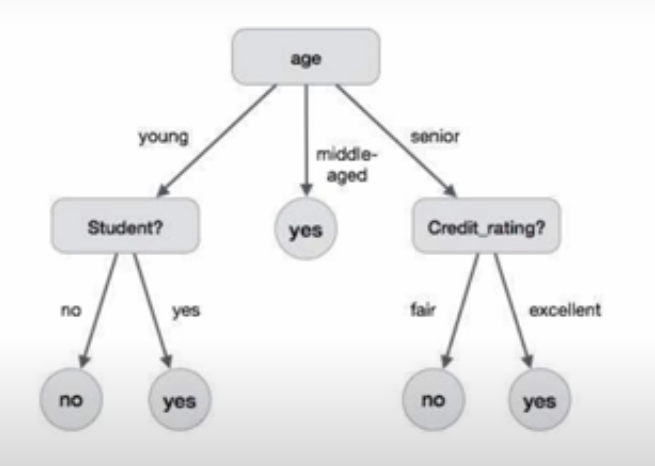 age
young
middle-
aged
senior
Student?
yes
Credit_rating?
no
yes
fair
excellent
no
yes
no
yes